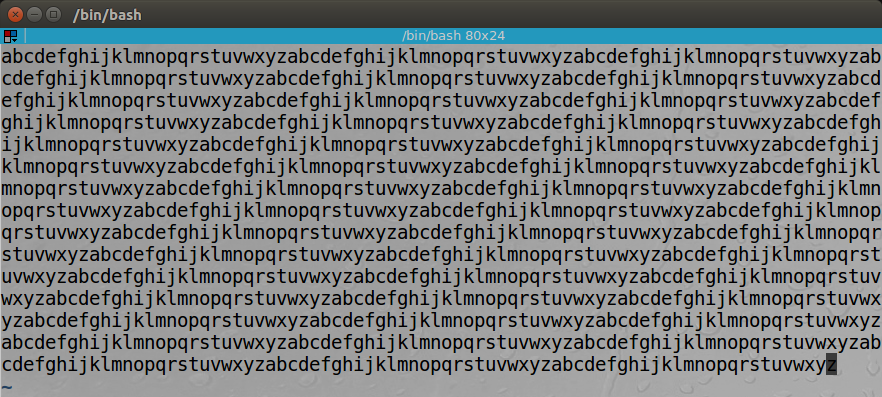 /bin/bash
/bin/bash 80x24
abcdefghijklmnopqrstuvwxyzabcdefghijklmnopqrstuvwxyzabcdefghijklmnopqrstuvwxyzab
cdefghijklmnopqrstuvwxyzabcdefghijklmnopqrstuvwxyzabcdefghijklmnopqrstuvwxyzabcd
efghijklmnopqrstuvwxyzabcdefghijklmnopqrstuvwxyzabcdefghijklmnopqrstuvwxyzabcdef
ghijklmnopqrstuvwxyzabcdefghijklmnopqrstuvwxyzabcdefghijklmnopqrstuvwxyzabcdefgh
ijklmnopqrstuvwxyzabcdefghijklmnopqrstuvwxyzabcdefghijklmnopqrstuvwxyzabcdefghij
klmnopqrstuvwxyzabcdefghijklmnopqrstuvwxyzabcdefghijklmnopqrstuvwxyzabcdefghijkl
mnopqrstuvwxyzabcdefghijklmnopqrstuvwxyzabcdefghijklmnopqrstuvwxyzabcdefghijklmn
opqrstuvwxyzabcdefghijklmnopqrstuvwxyzabcdefghijklmnopqrstuvwxyzabcdefghijklmnop
qrstuvwxyzabcdefghijklmnopqrstuvwxyzabcdefghijklmnopqrstuvwxyzabcdefghijklmnopqr
stuvwxyzabcdefghijklmnopqrstuvwxyzabcdefghijklmnopqrstuvwxyzabcdefghijklmnopqrst
uvwxyzabcdefghijklmnopqrstuvwxyzabcdefghijklmnopqrstuvwxyzabcdefghijklmnopqrstuv
wxyzabcdefghijklmnopqrstuvwxyzabcdefghijklmnopqrstuvwxyzabcdefghijklmnopqrstuvwx
yzabcdefghijklmnopqrstuvwxyzabcdefghijklmnopqrstuvwxyzabcdefghijklmnopqrstuvwxyz
abcdefghijklmnopqrstuvwxyzabcdefghijklmnopqrstuvwxyzabcdefghijklmnopqrstuvwxyzab
cdefghijklmnopqrstuvwxyzabcdefghijklmnopqrstuvwxyzabcdefghijklmnopqrstuvwxyz
~